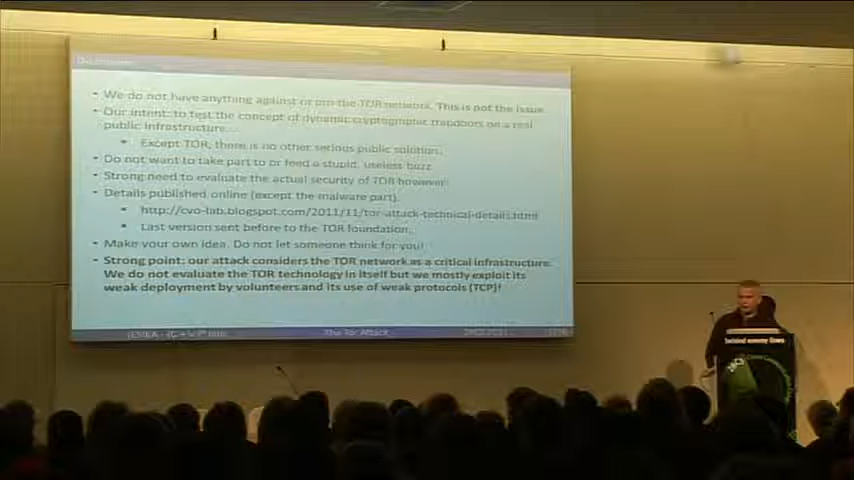 • We do not have anything against or pro the TOR network. This is not the issue.
• Our intent: to test the concept of dynamic cryptographic trapdoors on a real
public infrastructure...
• Except TOR, there is no other serious public solution.
• Do not want to take part to or feed a stupid, useless buzz
• Strong need to evaluate the actual security of TOR however!
• Details published online (except the malware part).
• http://cvo-lab.blogspot.com/2011/11/tor-attack-technical-details.html
• Last version sent before to the TOR foundation.
• Make your own idea. Do not let someone think for you!
• Strong point: our attack considers the TOR network as a critical infrastructure.
We do not evaluate the TOR technology in itself but we mostly exploit its
weak deployment by volunteers and its use of weak protocols (TCP)!
The Tor Attack
behind enemy lines